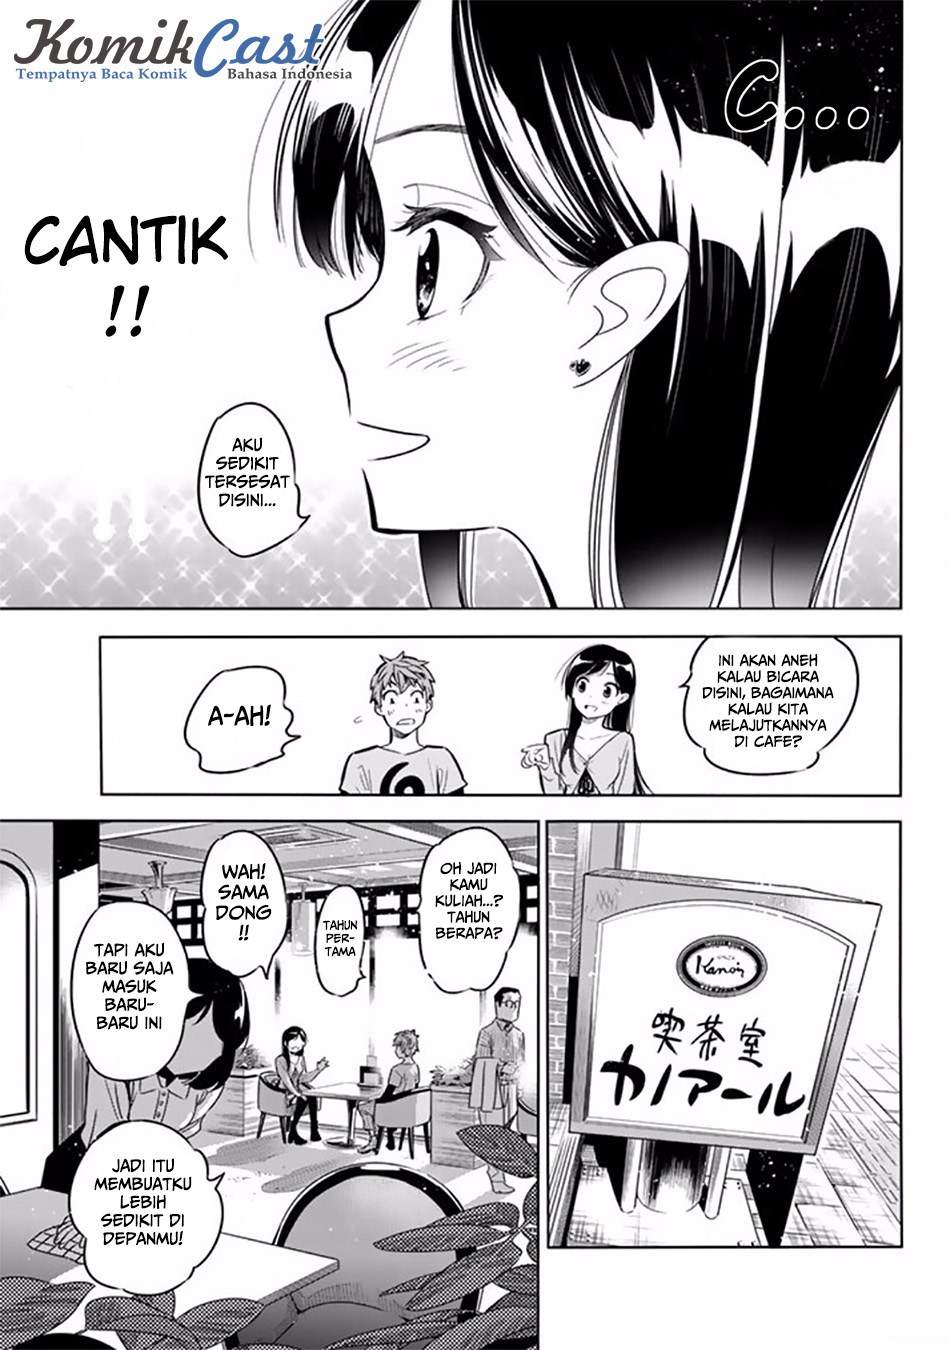 KomikCast
Tempatnya Baca Komik Bahasa Indonesia
C...
CANTIK
!!
AKU
SEDIKIT
TERSESAT
DISINI...
INI AKAN ANEH
KALAU BICARA
DISINI, BAGAIMANA
KALAU KITA
MELAJUTKANNYA
DI CAFE?
A-AH!
Kanoir
喫茶室
カノアール
OH JADI
KAMU
KULIAH...?
TAHUN
BERAPA?
TAHUN
PER-
TAMA
WAH!
SAMA
DONG
!!
TAPI AKU
BARU SAJA
MASUK
BARU-
BARU INI
JADI ITU
MEMBUATKU
LEBIH
SEDIKIT DI
DEPANMU!